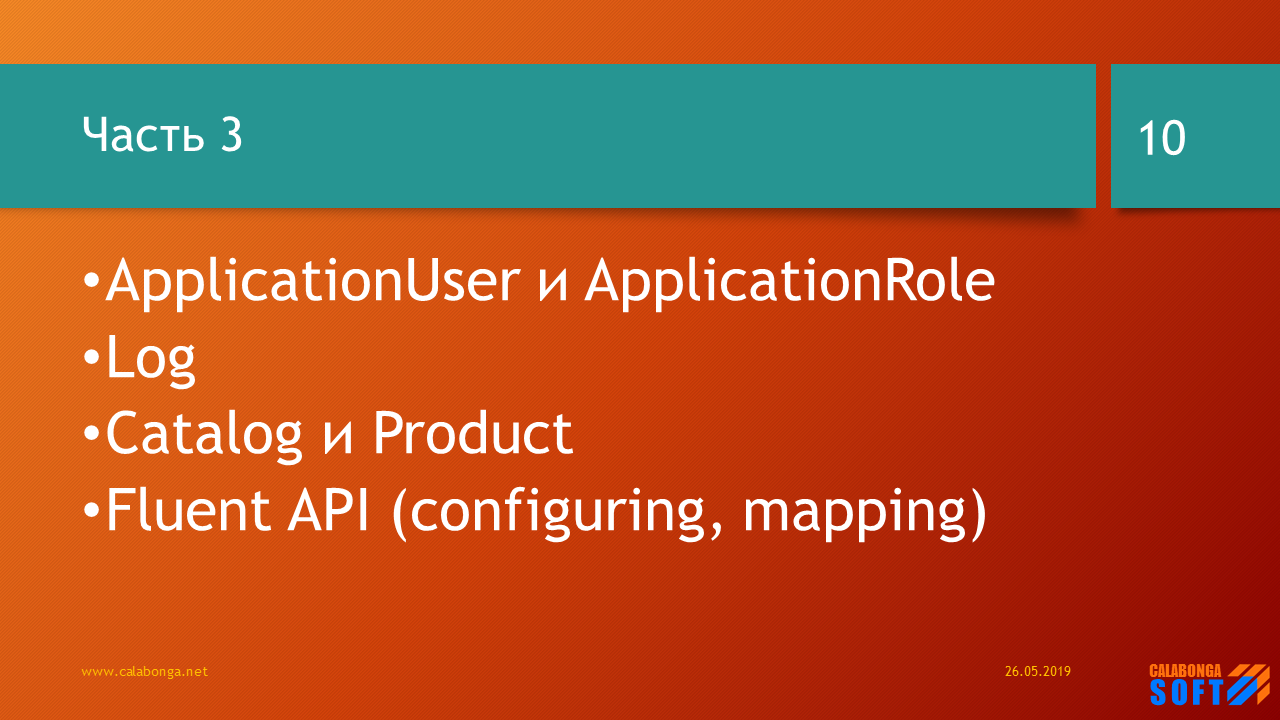 Часть 3
10
•ApplicationUser и ApplicationRole
•Log
•Catalog и Product
•Fluent API (configuring, mapping)
www.calabonga.net
26.05.2019
CALABONGA
SOFT